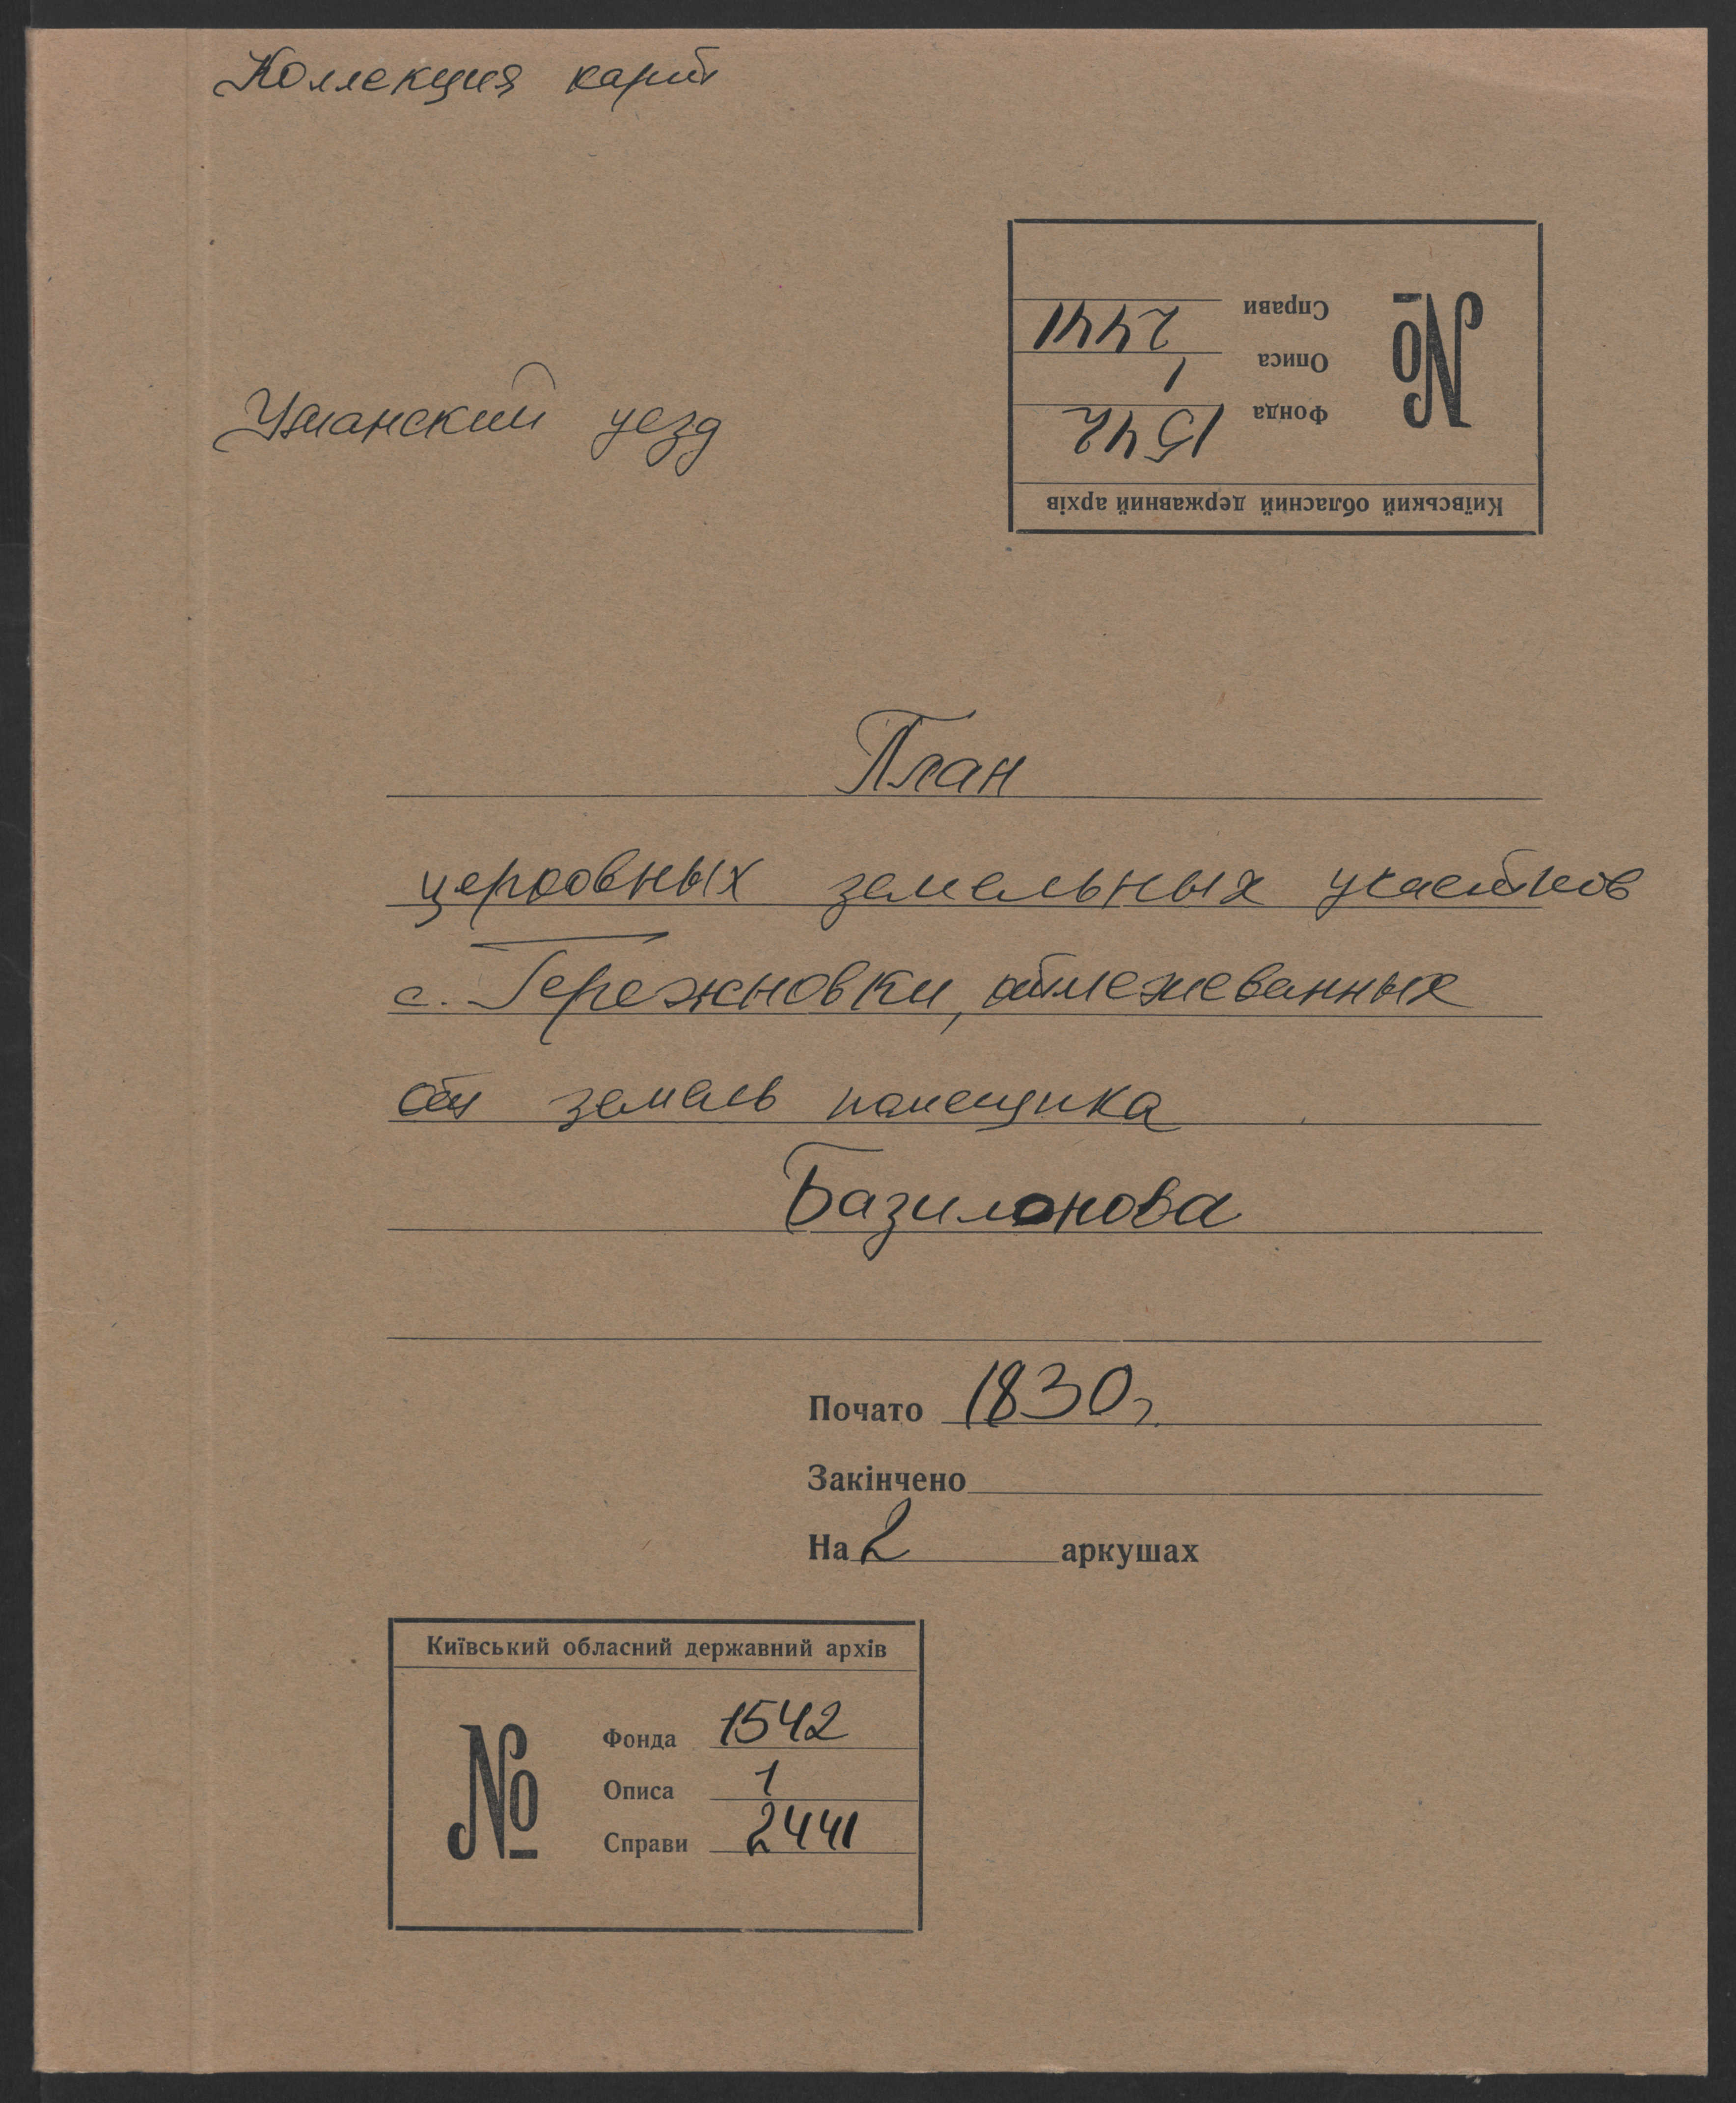 Коллекция карт
Справи 2441
Описа 1
Фонда 1542
Київський обласний державний архів
№
Уманский уезд
План
церковных земельных участков
с. Гережновки, отмежеванных
от земель помещика
Базилонова
Почато 1830г.
Закінчено
На 2 аркушах
Київський обласний державний архів
№
Фонда 1542
Описа 1
Справи 2441